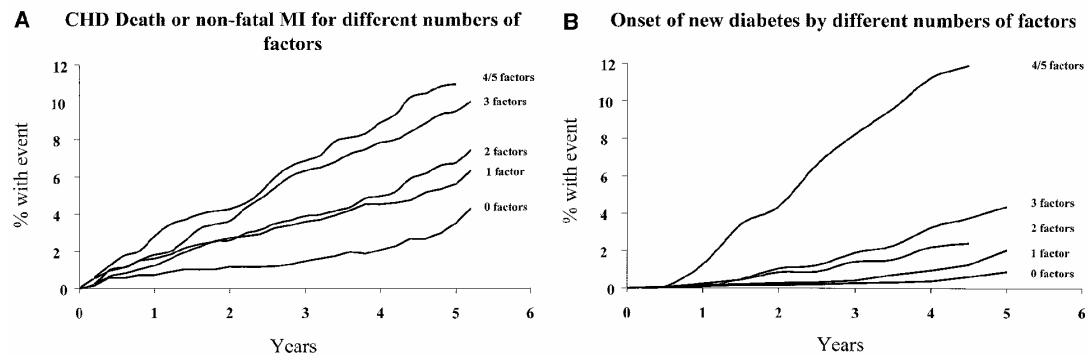 A
CHD Death or non-fatal MI for different numbers of
factors
12
10
8
6
4
2
0
% with event
4/5 factors
3 factors
2 factors
1 factor
0 factors
0 1 2 3 4 5 6
Years
B
Onset of new diabetes by different numbers of factors
12
10
8
6
4
2
0
% with event
4/5 factors
3 factors
2 factors
1 factor
0 factors
0 1 2 3 4 5 6
Years